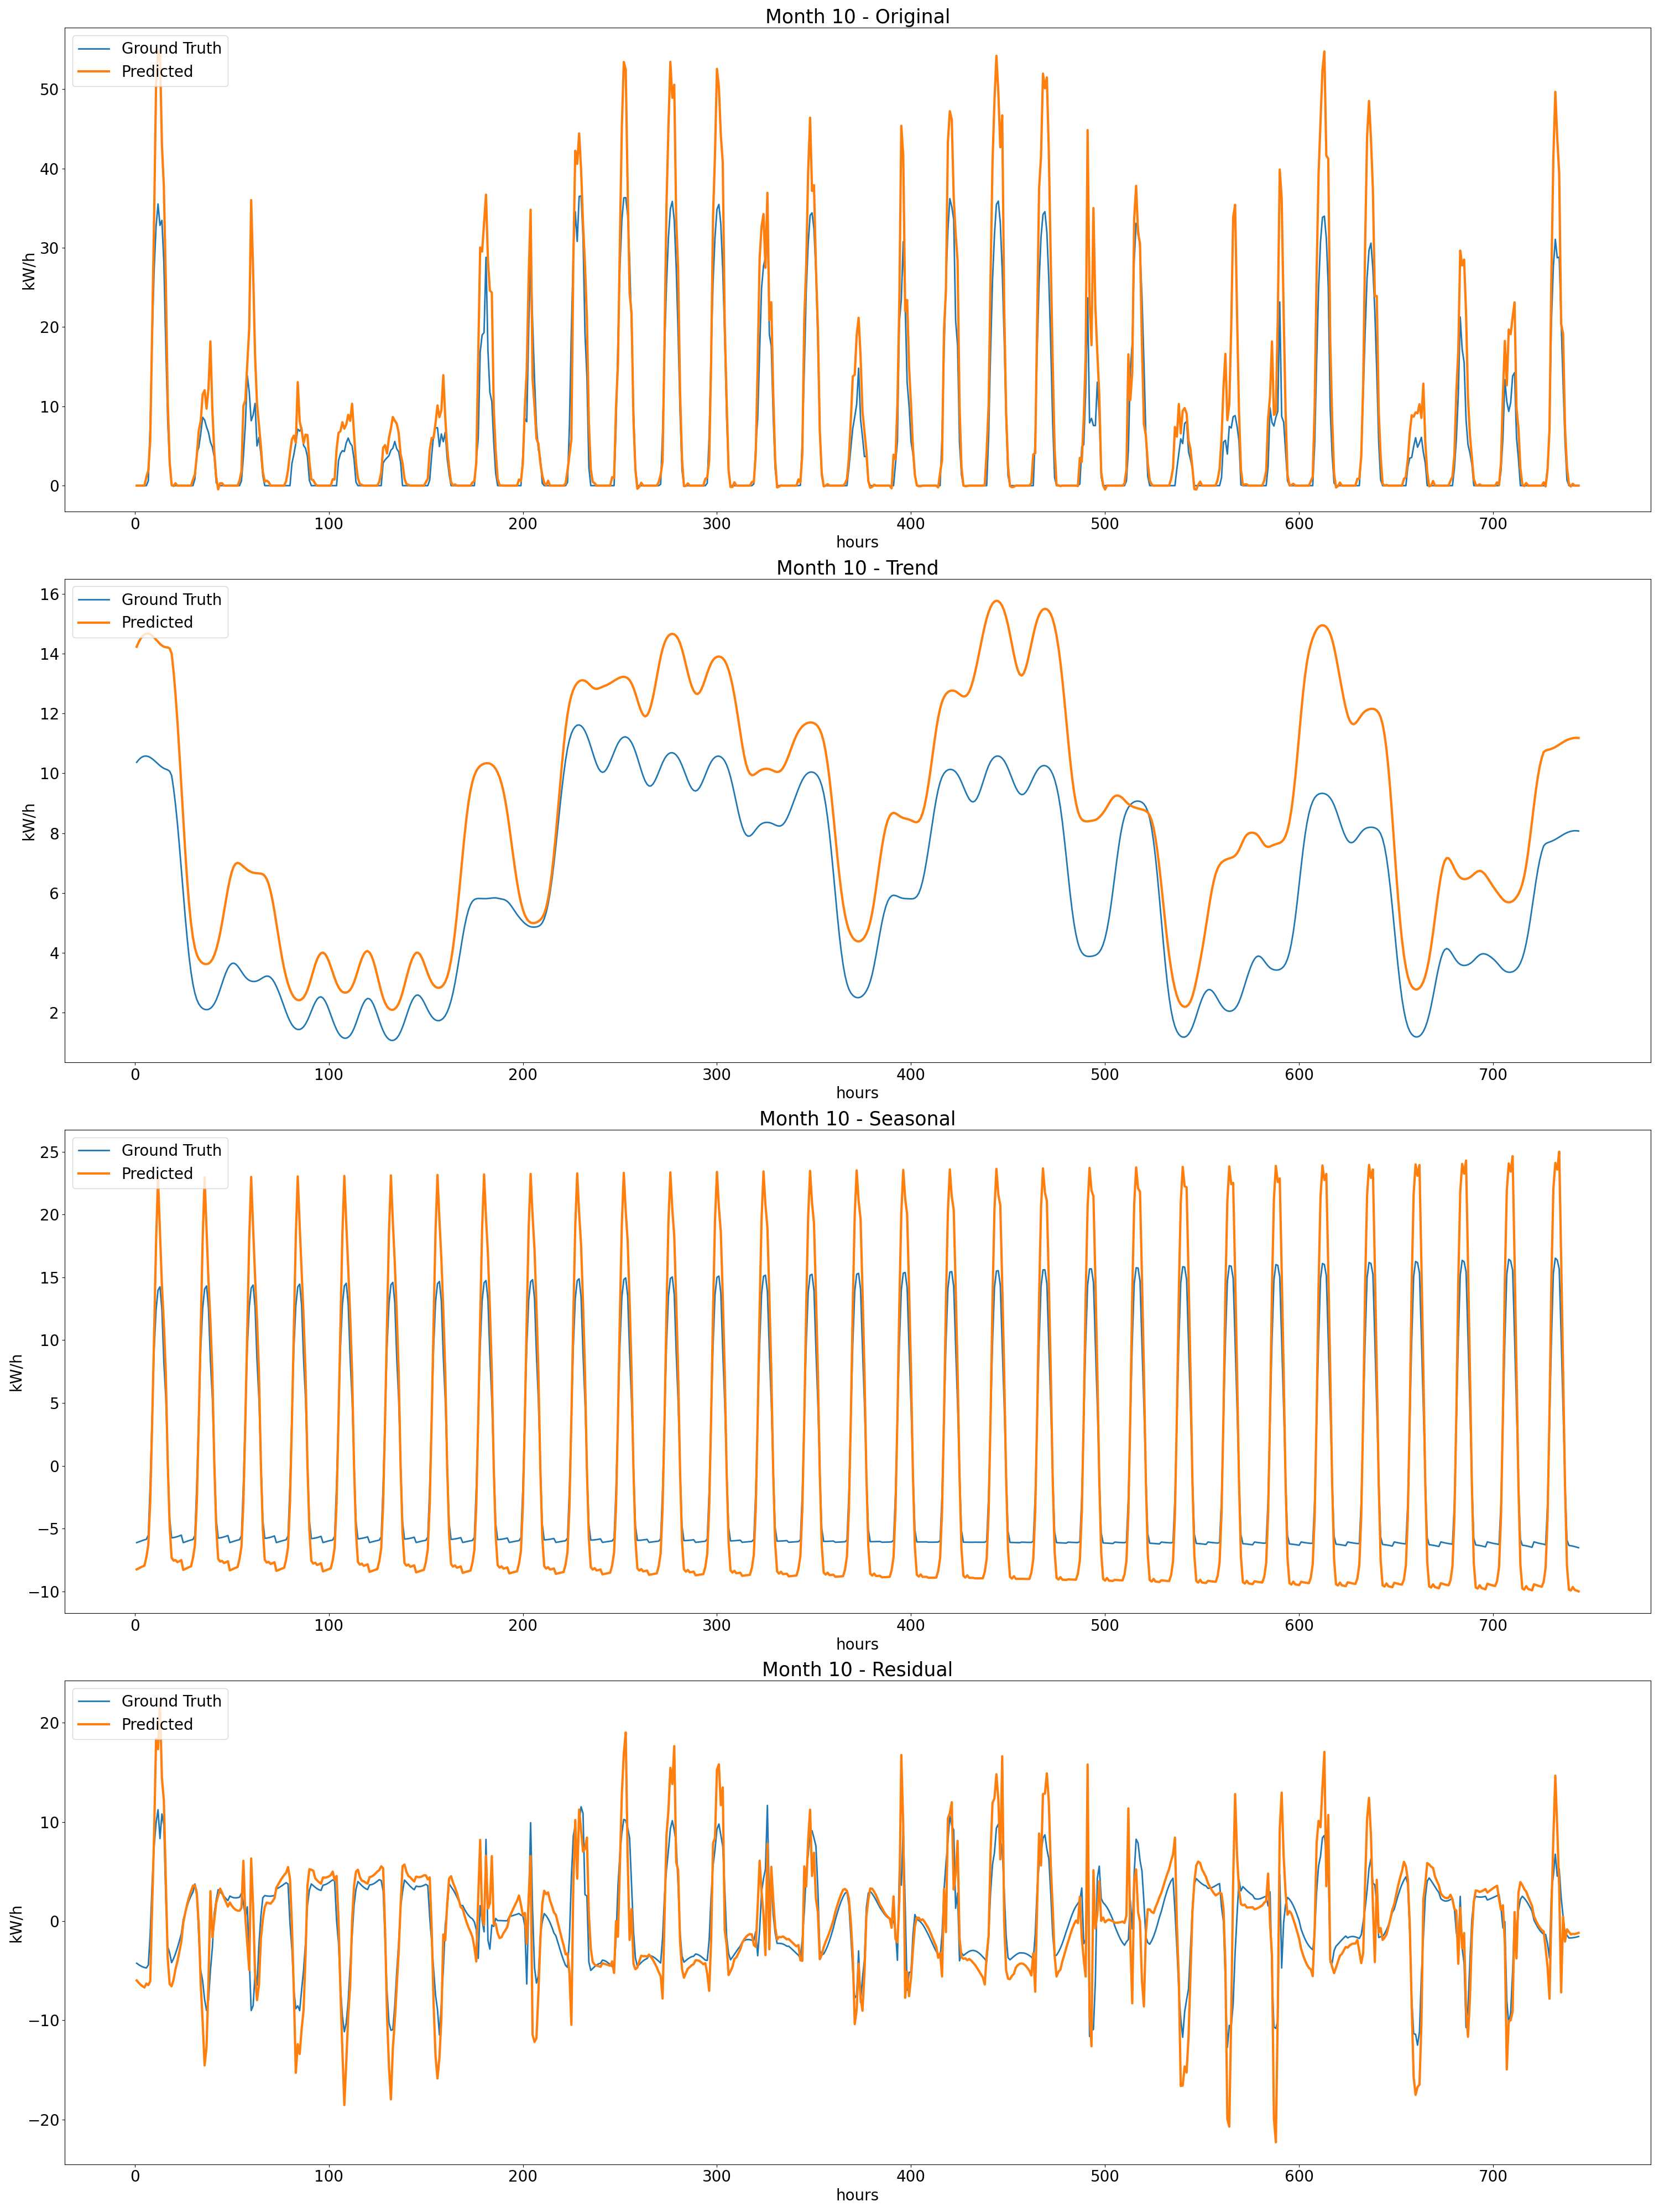 Month 10 - Original
Ground Truth
Predicted
50
40
30
20
10
0
kW/h
0 100 200 300 400 500 600 700
hours
Month 10 - Trend
Ground Truth
Predicted
16
14
12
10
8
6
4
2
kW/h
0 100 200 300 400 500 600 700
hours
Month 10 - Seasonal
Ground Truth
Predicted
25
20
15
10
5
0
−5
−10
kW/h
0 100 200 300 400 500 600 700
hours
Month 10 - Residual
Ground Truth
Predicted
20
10
0
−10
−20
kW/h
0 100 200 300 400 500 600 700
hours